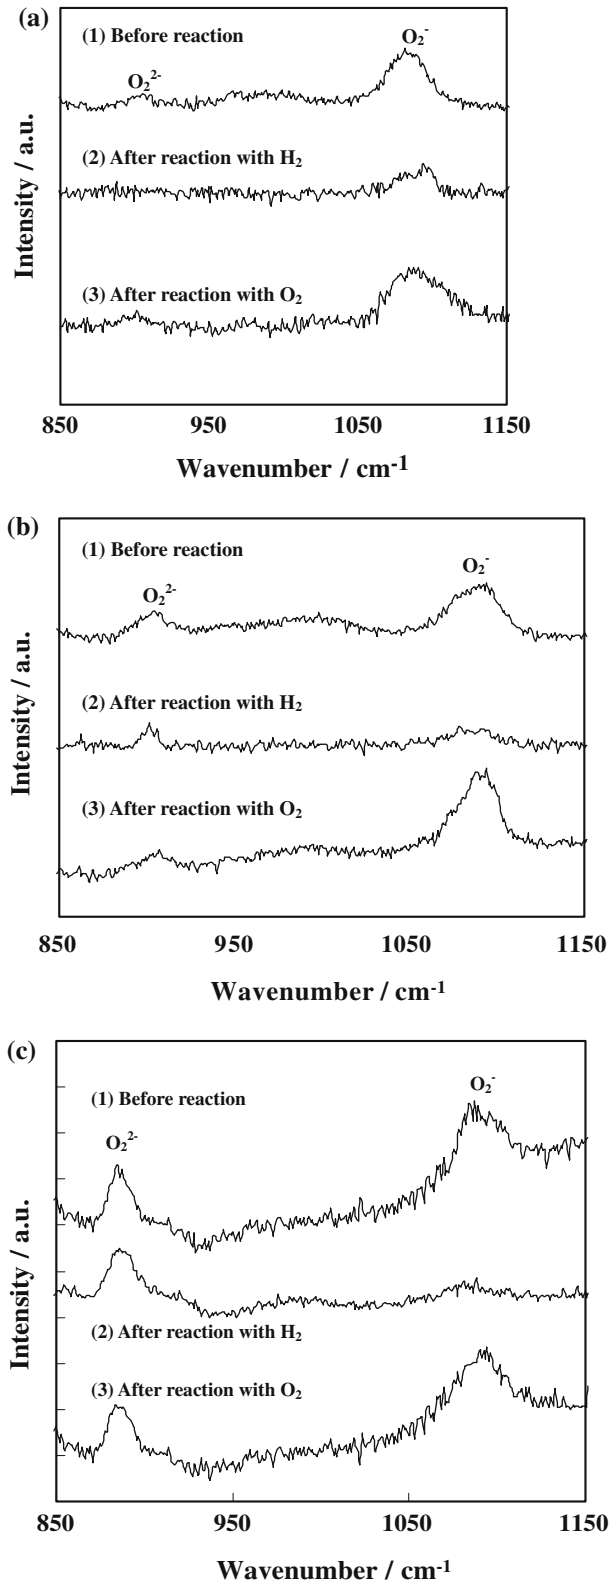 (a)
(1) Before reaction
O₂²⁻
O₂⁻
(2) After reaction with H₂
(3) After reaction with O₂
Intensity / a.u.
850 950 1050 1150
Wavenumber / cm⁻¹
(b)
(1) Before reaction
O₂²⁻
O₂⁻
(2) After reaction with H₂
(3) After reaction with O₂
Intensity / a.u.
850 950 1050 1150
Wavenumber / cm⁻¹
(c)
(1) Before reaction
O₂²⁻
O₂⁻
(2) After reaction with H₂
(3) After reaction with O₂
Intensity / a.u.
850 950 1050 1150
Wavenumber / cm⁻¹